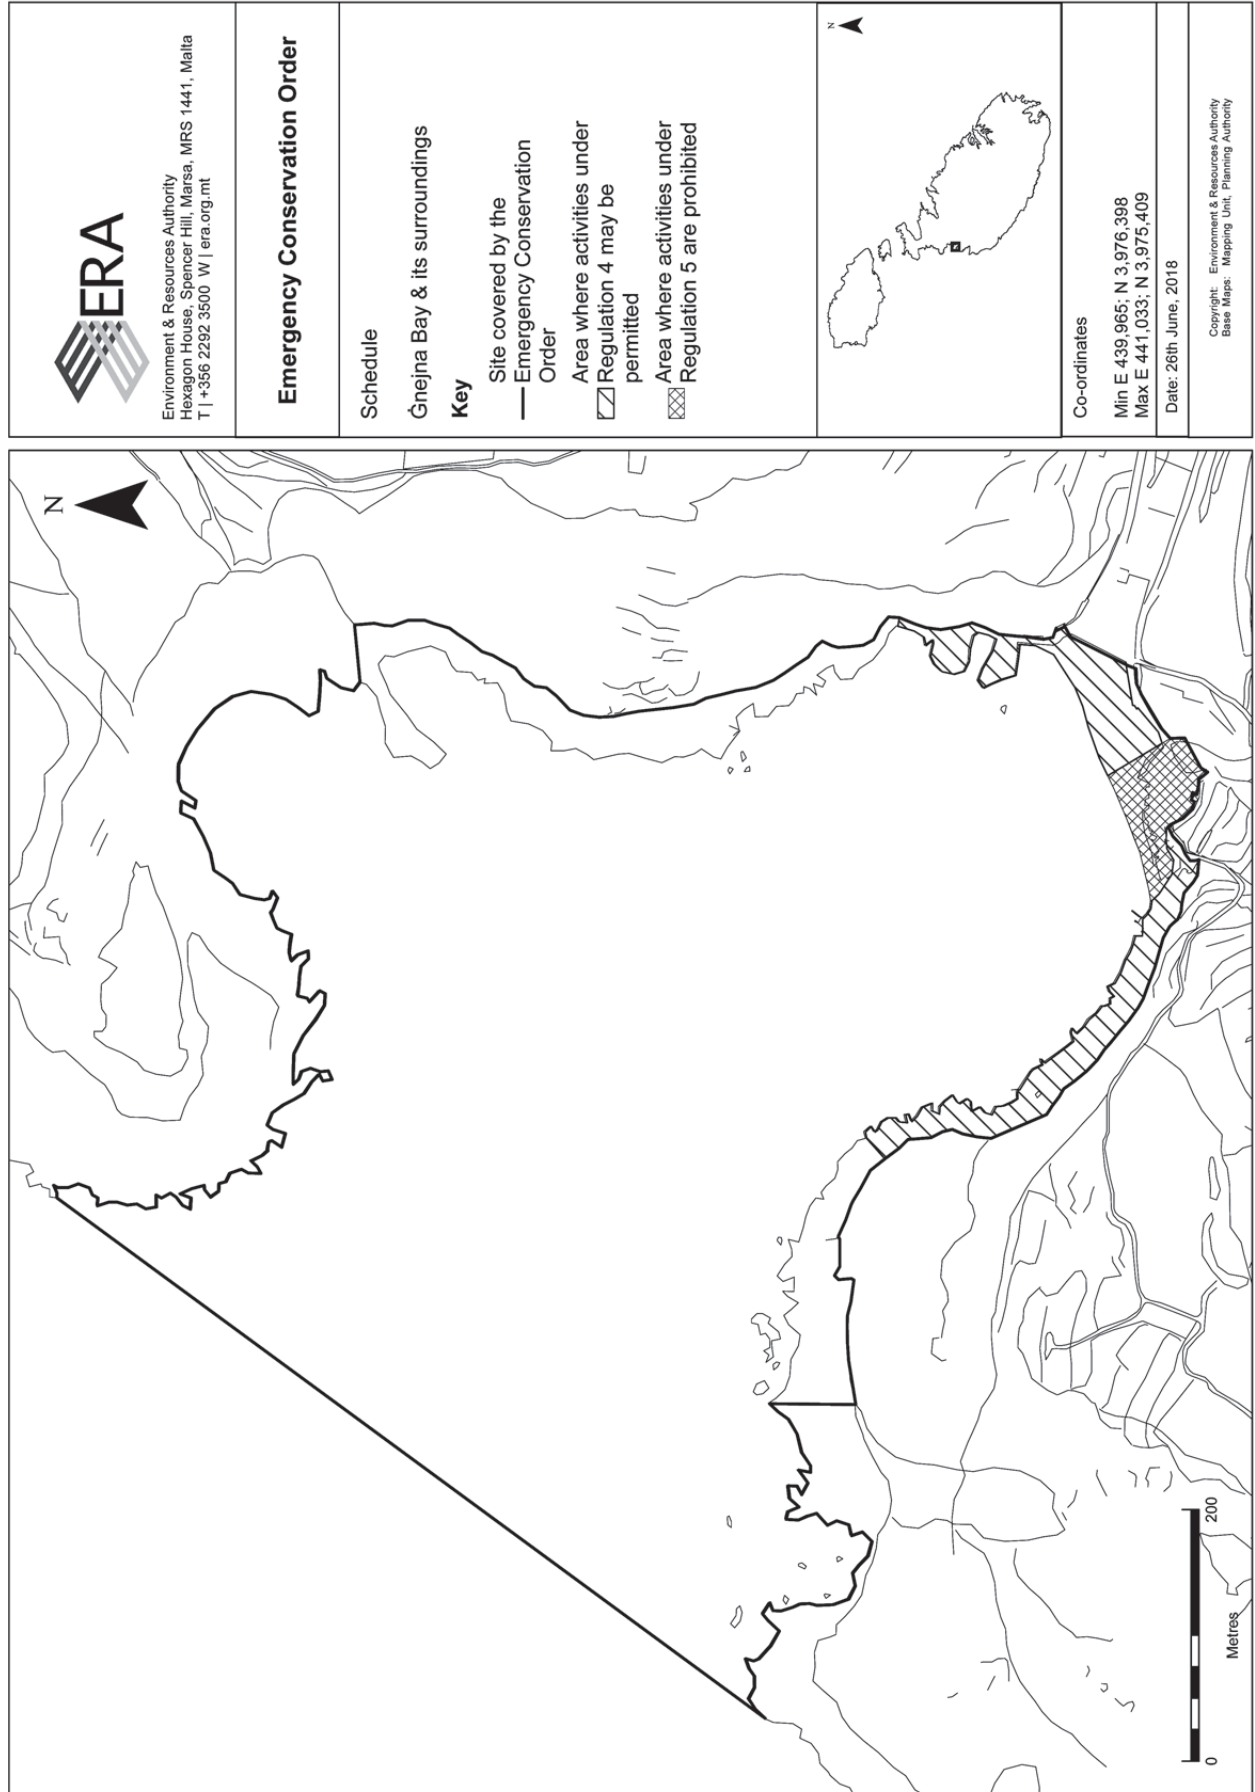 ERA
Environment & Resources Authority
Hexagon House, Spencer Hill, Marsa, MRS 1441, Malta
T | +356 2292 3500 W | era.org.mt
Emergency Conservation Order
Schedule
Ġnejna Bay & its surroundings
Key
Site covered by the
Emergency Conservation
Order
Area where activities under
Regulation 4 may be
permitted
Area where activities under
Regulation 5 are prohibited
N
Co-ordinates
Min E 439,965; N 3,976,398
Max E 441,033; N 3,975,409
Date: 26th June, 2018
Copyright: Environment & Resources Authority
Base Maps: Mapping Unit, Planning Authority
N
0
200
Metres